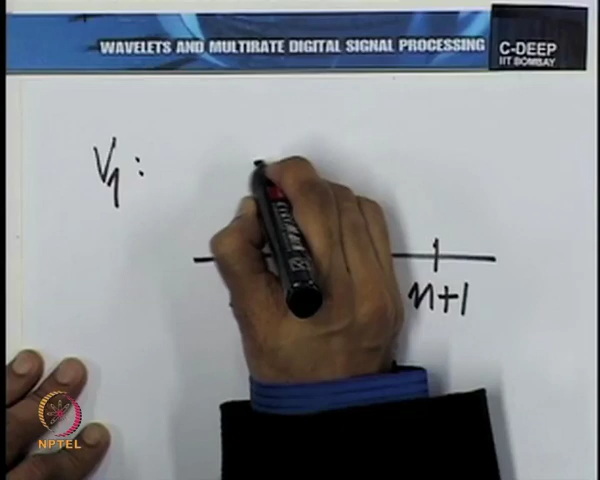 WAVELETS AND MULTIRATE DIGITAL SIGNAL PROCESSING
C-DEEP
IIT BOMBAY
V1 :
n+1
NPTEL